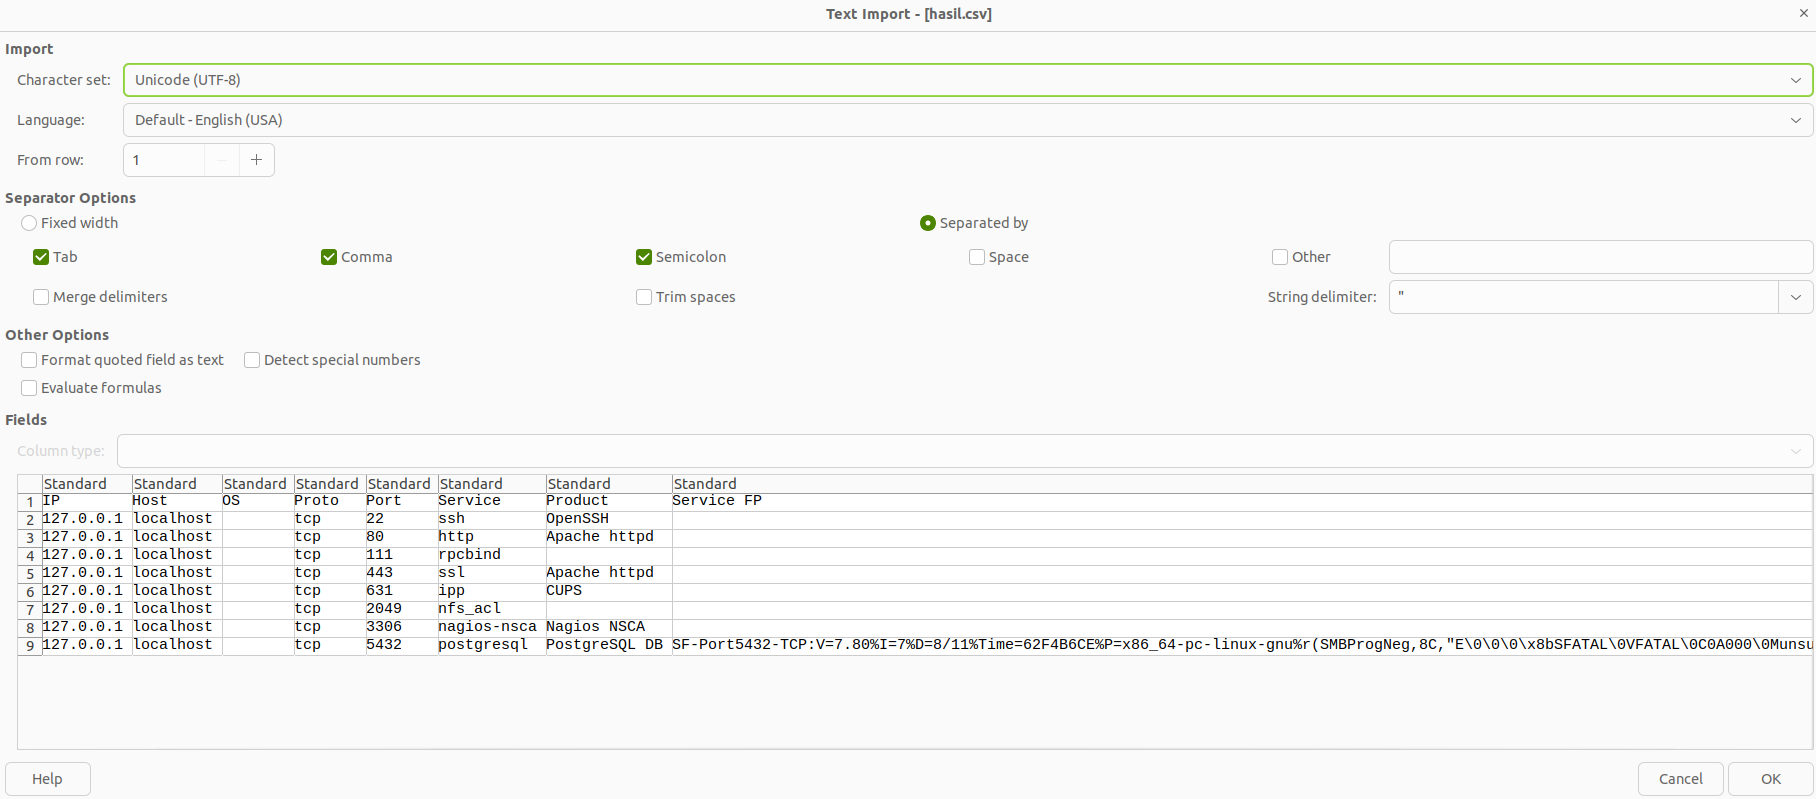 Text Import - [hasil.csv]
Import
Character set: Unicode (UTF-8)
Language: Default - English (USA)
From row: 1
Separator Options
Fixed width Separated by
Tab Comma Semicolon Space Other
Merge delimiters Trim spaces String delimiter: "
Other Options
Format quoted field as text Detect special numbers
Evaluate formulas
Fields
Column type:
Standard Standard Standard Standard Standard Standard Standard Standard
1 IP Host OS Proto Port Service Product Service FP
2 127.0.0.1 localhost tcp 22 ssh OpenSSH
3 127.0.0.1 localhost tcp 80 http Apache httpd
4 127.0.0.1 localhost tcp 111 rpcbind
5 127.0.0.1 localhost tcp 443 ssl Apache httpd
6 127.0.0.1 localhost tcp 631 ipp CUPS
7 127.0.0.1 localhost tcp 2049 nfs_acl
8 127.0.0.1 localhost tcp 3306 nagios-nsca Nagios NSCA
9 127.0.0.1 localhost tcp 5432 postgresql PostgreSQL DB SF-Port5432-TCP:V=7.80%I=7%D=8/11%Time=62F4B6CE%P=x86_64-pc-linux-gnu%r(SMBProgNeg,8C,"E\0\0\0\x8bSFATAL\0VFATAL\0C0A000\0Munsu
Help Cancel OK